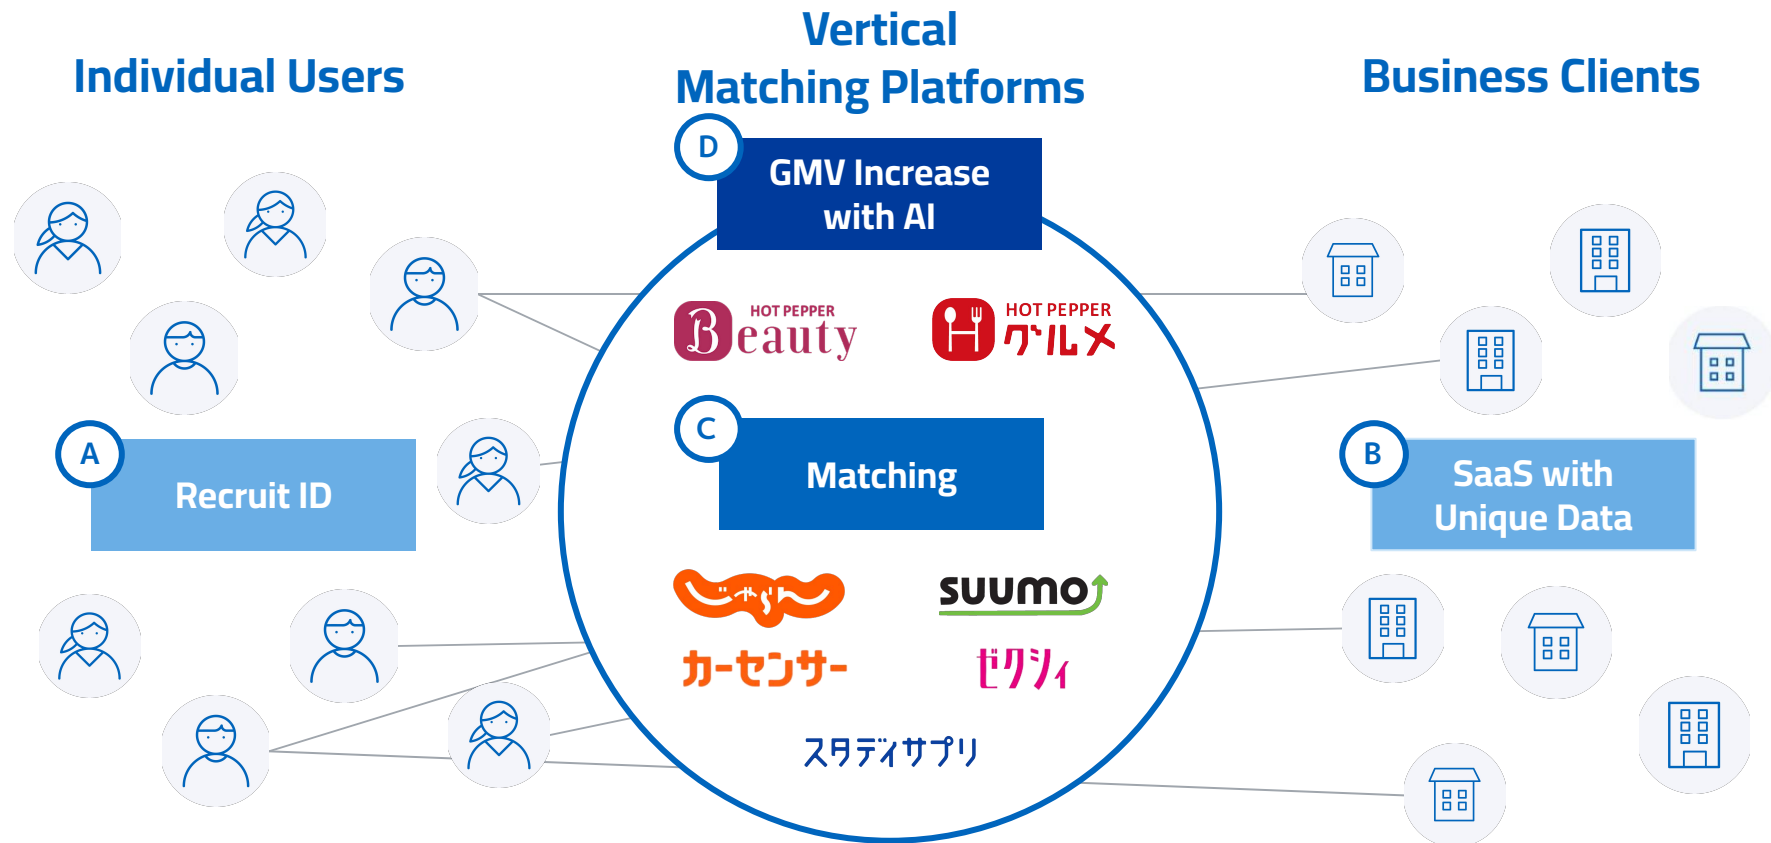 Individual Users
Vertical
Matching Platforms
Business Clients
D
GMV Increase
with AI
HOT PEPPER
Beauty
HOT PEPPER
グルメ
A
Recruit ID
C
Matching
B
SaaS with
Unique Data
じゃらん
suumo
カーセンサー
ゼクシィ
スタディサプリ